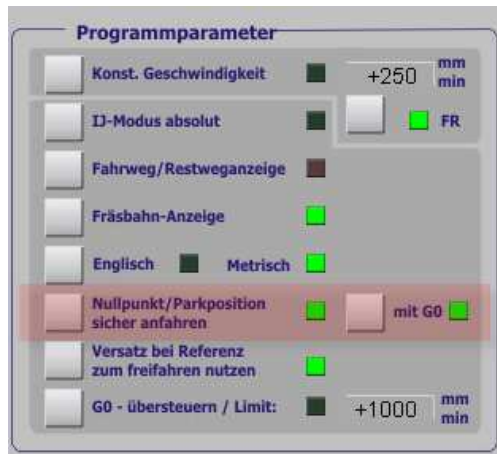 Programmparameter
Konst. Geschwindigkeit +250 mm
min
IJ-Modus absolut FR
Fahrweg/Restweganzeige
Fräsbahn-Anzeige
Englisch Metrisch
Nullpunkt/Parkposition
sicher anfahren mit G0
Versatz bei Referenz
zum freifahren nutzen
G0 - übersteuern / Limit: +1000 mm
min